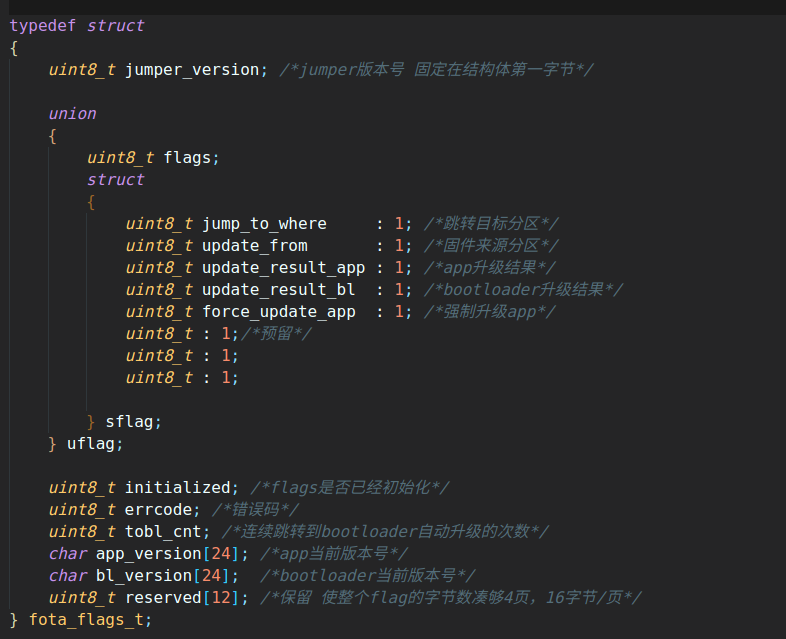 typedef struct
{
    uint8_t jumper_version; /*jumper版本号 固定在结构体第一字节*/
    union
    {
        uint8_t flags;
        struct
        {
            uint8_t jump_to_where     : 1; /*跳转目标分区*/
            uint8_t update_from       : 1; /*固件来源分区*/
            uint8_t update_result_app : 1; /*app升级结果*/
            uint8_t update_result_bl  : 1; /*bootloader升级结果*/
            uint8_t force_update_app  : 1; /*强制升级app*/
            uint8_t : 1;/*预留*/
            uint8_t : 1;
            uint8_t : 1;
        } sflag;
    } uflag;
    uint8_t initialized; /*flags是否已经初始化*/
    uint8_t errcode; /*错误码*/
    uint8_t tobl_cnt; /*连续跳转到bootloader自动升级的次数*/
    char app_version[24]; /*app当前版本号*/
    char bl_version[24];  /*bootloader当前版本号*/
    uint8_t reserved[12]; /*保留 使整个flag的字节数凑够4页，16字节/页*/
} fota_flags_t;